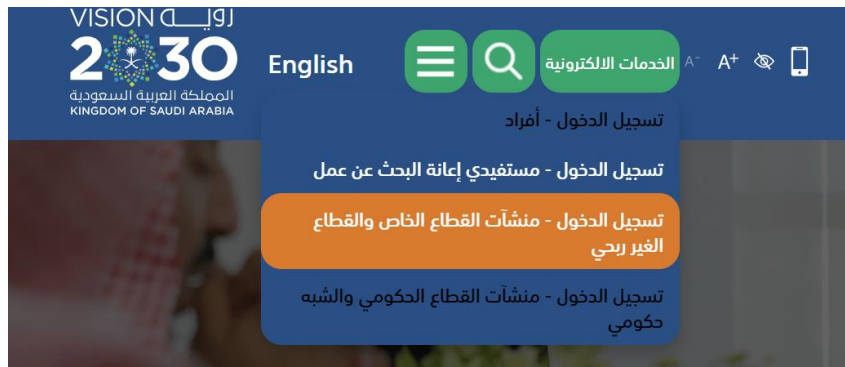 VISION رؤيــــة
2030
المملكة العربية السعودية
KINGDOM OF SAUDI ARABIA
English
الخدمات الالكترونية
A-
A+
تسجيل الدخول - أفراد
تسجيل الدخول - مستفيدي إعانة البحث عن عمل
تسجيل الدخول - منشآت القطاع الخاص والقطاع
الغير ربحي
تسجيل الدخول - منشآت القطاع الحكومي والشبه
حكومي